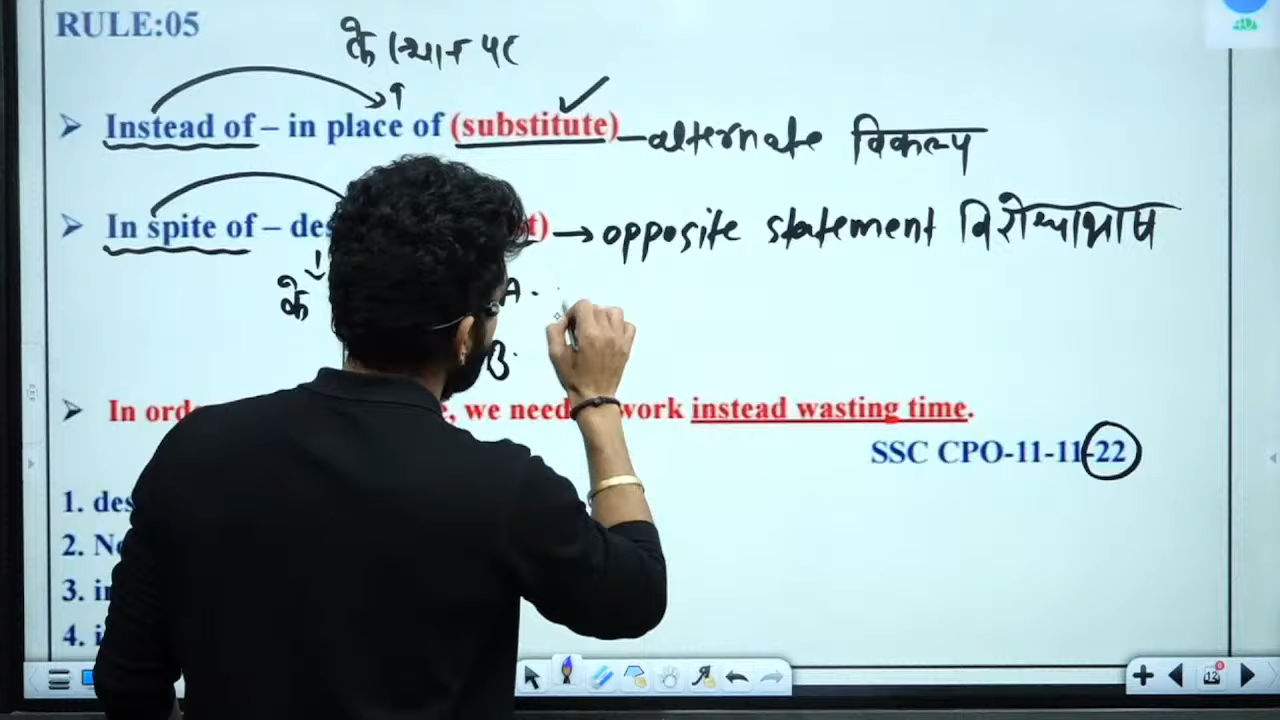 RULE:05
के स्थान पर
Instead of – in place of (substitute) – alternate विकल्प
In spite of – des t) → opposite statement विरोधाभाष
के A.
B.
In ord , we need work instead wasting time.
SSC CPO-11-11-22
1. des
2. N
3. i
4. i
12